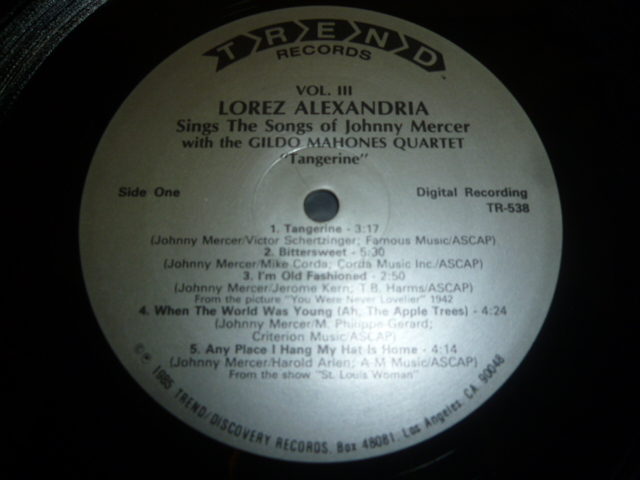 TREND
RECORDS
VOL. III
LOREZ ALEXANDRIA
Sings The Songs of Johnny Mercer
with the GILDO MAHONES QUARTET
"Tangerine"
Side One
Digital Recording
TR-538
1. Tangerine - 3:17
(Johnny Mercer/Victor Schertzinger; Famous Music/ASCAP)
2. Bittersweet - 5:30
(Johnny Mercer/Mike Corda; Corda Music Inc./ASCAP)
3. I'm Old Fashioned - 2:50
(Johnny Mercer/Jerome Kern; T.B. Harms/ASCAP)
From the picture "You Were Never Lovelier" 1942
4. When The World Was Young (Ah, The Apple Trees) - 4:24
(Johnny Mercer/M. Philippe-Gerard;
Criterion Music/ASCAP)
5. Any Place I Hang My Hat Is Home - 4:14
(Johnny Mercer/Harold Arlen; A-M Music/ASCAP)
From the show "St. Louis Woman"
© ℗ 1985 TREND/DISCOVERY RECORDS, Box 48081, Los Angeles, CA. 90048